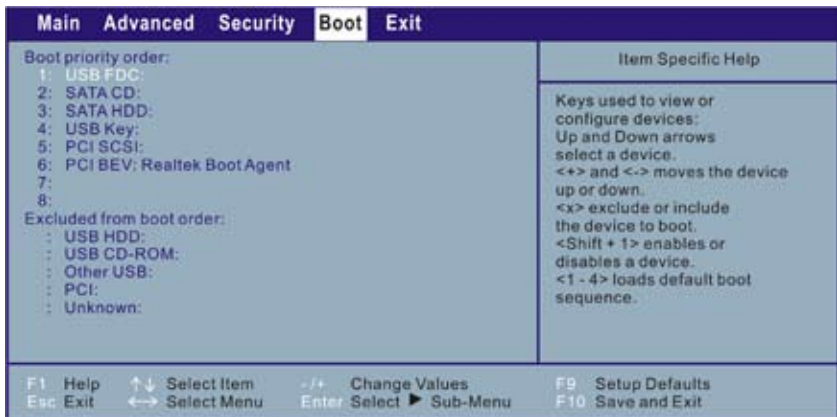 Main Advanced Security Boot Exit
Boot priority order:
1: USB FDC:
2: SATA CD:
3: SATA HDD:
4: USB Key:
5: PCI SCSI:
6: PCI BEV: Realtek Boot Agent
7:
8:
Excluded from boot order:
: USB HDD:
: USB CD-ROM:
: Other USB:
: PCI:
: Unknown:
Item Specific Help
Keys used to view or
configure devices:
Up and Down arrows
select a device.
<+> and <-> moves the device
up or down.
<x> exclude or include
the device to boot.
<Shift + 1> enables or
disables a device.
<1 - 4> loads default boot
sequence.
F1 Help ↑↓ Select Item -/+ Change Values F9 Setup Defaults
Esc Exit ←→ Select Menu Enter Select ▶ Sub-Menu F10 Save and Exit